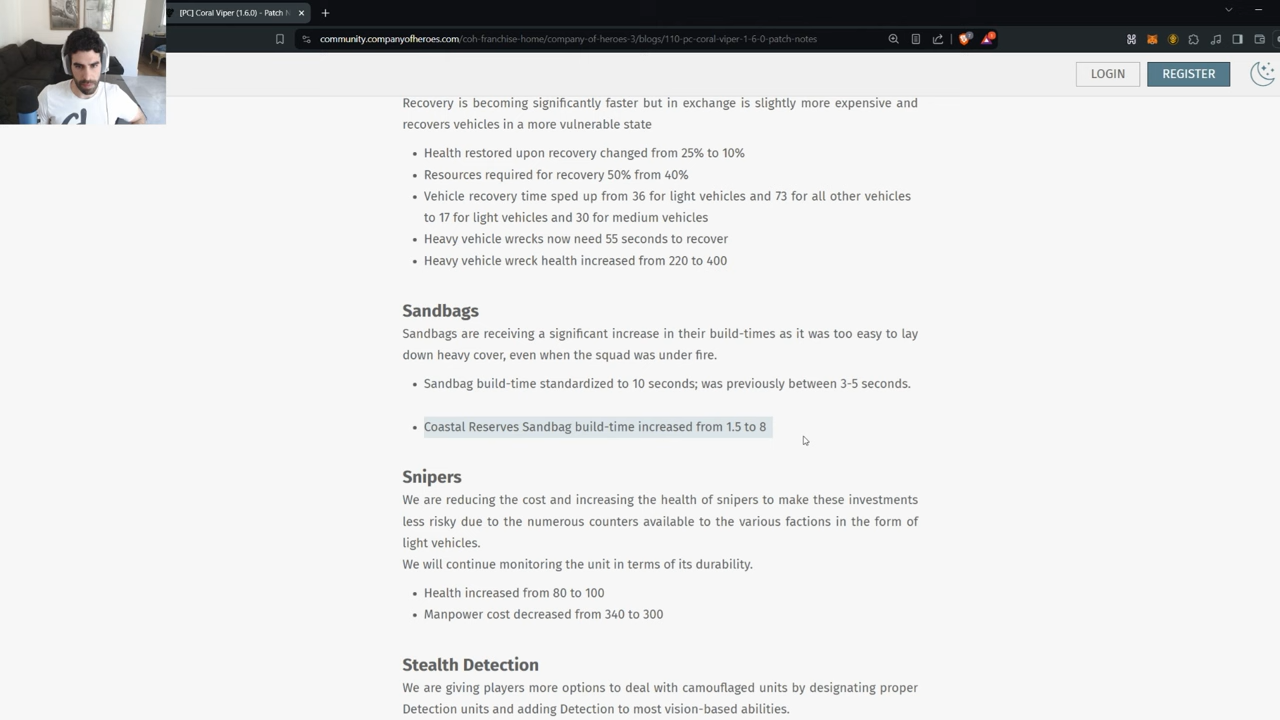 [PC] Coral Viper (1.6.0) - Patch N
community.companyofheroes.com/coh-franchise-home/company-of-heroes-3/blogs/110-pc-coral-viper-1-6-0-patch-notes
LOGIN
REGISTER
Recovery is becoming significantly faster but in exchange is slightly more expensive and
recovers vehicles in a more vulnerable state
• Health restored upon recovery changed from 25% to 10%
• Resources required for recovery 50% from 40%
• Vehicle recovery time sped up from 36 for light vehicles and 73 for all other vehicles
to 17 for light vehicles and 30 for medium vehicles
• Heavy vehicle wrecks now need 55 seconds to recover
• Heavy vehicle wreck health increased from 220 to 400
Sandbags
Sandbags are receiving a significant increase in their build-times as it was too easy to lay
down heavy cover, even when the squad was under fire.
• Sandbag build-time standardized to 10 seconds; was previously between 3-5 seconds.
• Coastal Reserves Sandbag build-time increased from 1.5 to 8
Snipers
We are reducing the cost and increasing the health of snipers to make these investments
less risky due to the numerous counters available to the various factions in the form of
light vehicles.
We will continue monitoring the unit in terms of its durability.
• Health increased from 80 to 100
• Manpower cost decreased from 340 to 300
Stealth Detection
We are giving players more options to deal with camouflaged units by designating proper
Detection units and adding Detection to most vision-based abilities.